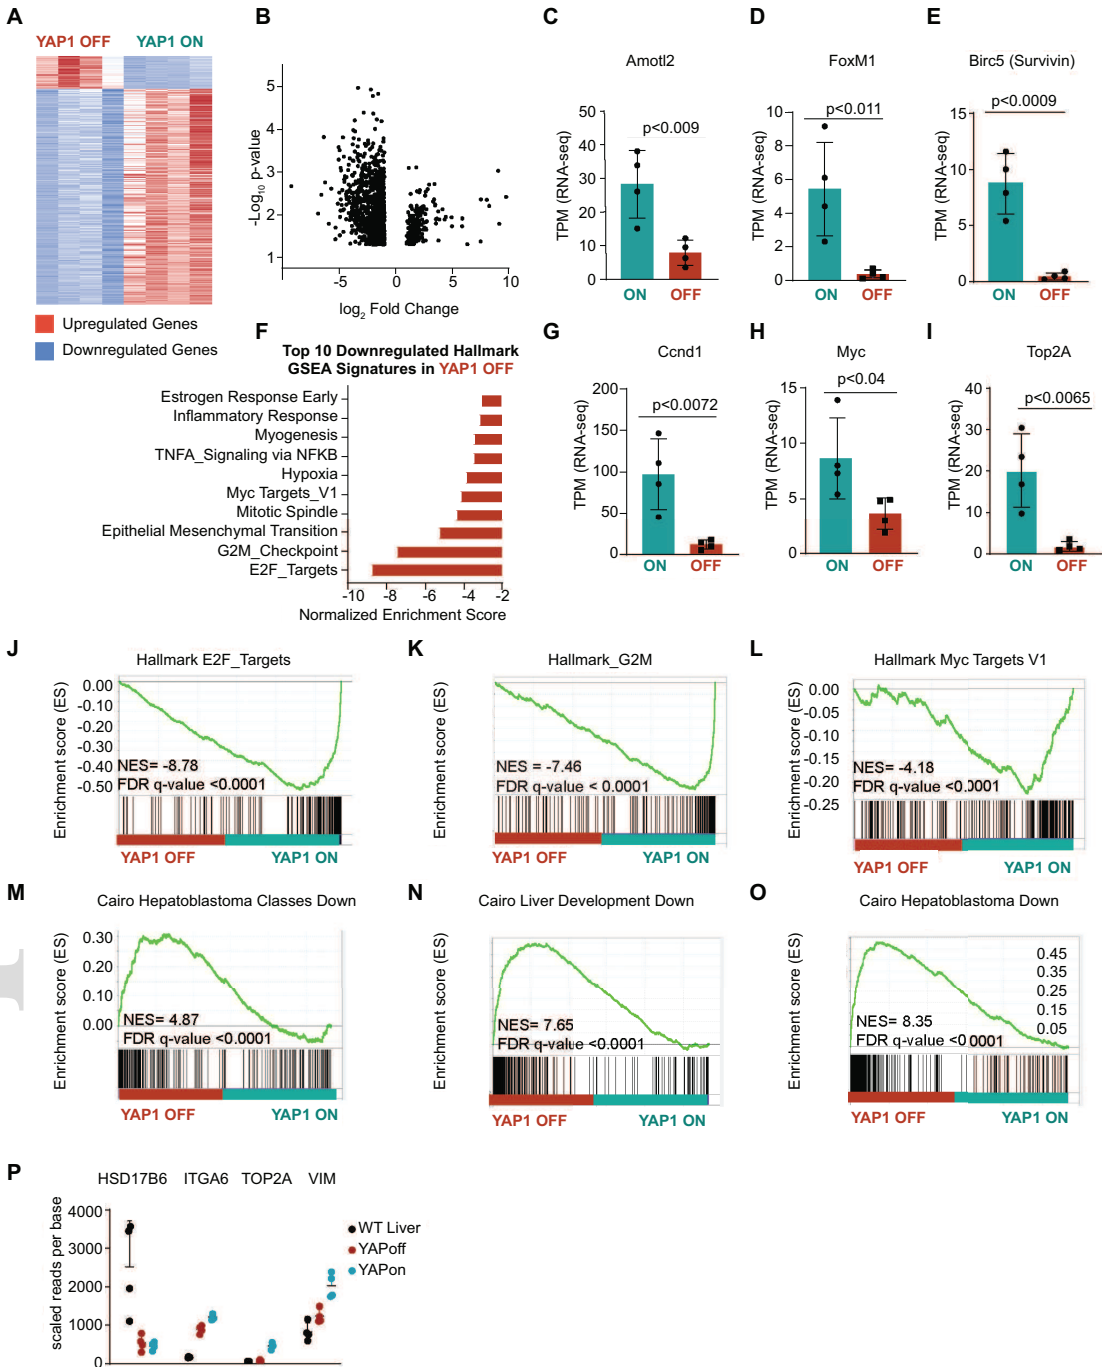 A
YAP1 OFF YAP1 ON
Upregulated Genes
Downregulated Genes
B
-Log10 p-value
5
4
3
2
1
-5 0 5 10
log2 Fold Change
C
Amotl2
p<0.009
TPM (RNA-seq)
50
40
30
20
10
0
ON OFF
D
FoxM1
p<0.011
TPM (RNA-seq)
10
8
6
4
2
0
ON OFF
E
Birc5 (Survivin)
p<0.0009
TPM (RNA-seq)
15
10
5
0
ON OFF
F
Top 10 Downregulated Hallmark
GSEA Signatures in YAP1 OFF
Estrogen Response Early
Inflammatory Response
Myogenesis
TNFA_Signaling via NFKB
Hypoxia
Myc Targets_V1
Mitotic Spindle
Epithelial Mesenchymal Transition
G2M_Checkpoint
E2F_Targets
-10 -8 -6 -4 -2
Normalized Enrichment Score
G
Ccnd1
p<0.0072
TPM (RNA-seq)
200
150
100
50
0
ON OFF
H
Myc
p<0.04
TPM (RNA-seq)
15
10
5
0
ON OFF
I
Top2A
p<0.0065
TPM (RNA-seq)
40
30
20
10
0
ON OFF
J
Hallmark E2F_Targets
Enrichment score (ES)
0.00
-0.10
-0.20
-0.30
-0.40
-0.50
NES= -8.78
FDR q-value <0.0001
YAP1 OFF YAP1 ON
K
Hallmark_G2M
Enrichment score (ES)
NES = -7.46
FDR q-value < 0.0001
YAP1 OFF YAP1 ON
L
Hallmark Myc Targets V1
Enrichment score (ES)
0.00
-0.05
-0.10
-0.15
-0.20
-0.25
NES= -4.18
FDR q-value <0.0001
YAP1 OFF YAP1 ON
M
Cairo Hepatoblastoma Classes Down
Enrichment score (ES)
0.30
0.20
0.10
0.00
NES= 4.87
FDR q-value <0.0001
YAP1 OFF YAP1 ON
N
Cairo Liver Development Down
Enrichment score (ES)
NES= 7.65
FDR q-value <0.0001
YAP1 OFF YAP1 ON
O
Cairo Hepatoblastoma Down
Enrichment score (ES)
0.45
0.35
0.25
0.15
0.05
NES= 8.35
FDR q-value <0.0001
YAP1 OFF YAP1 ON
P
HSD17B6 ITGA6 TOP2A VIM
scaled reads per base
4000
3000
2000
1000
0
WT Liver
YAPoff
YAPon